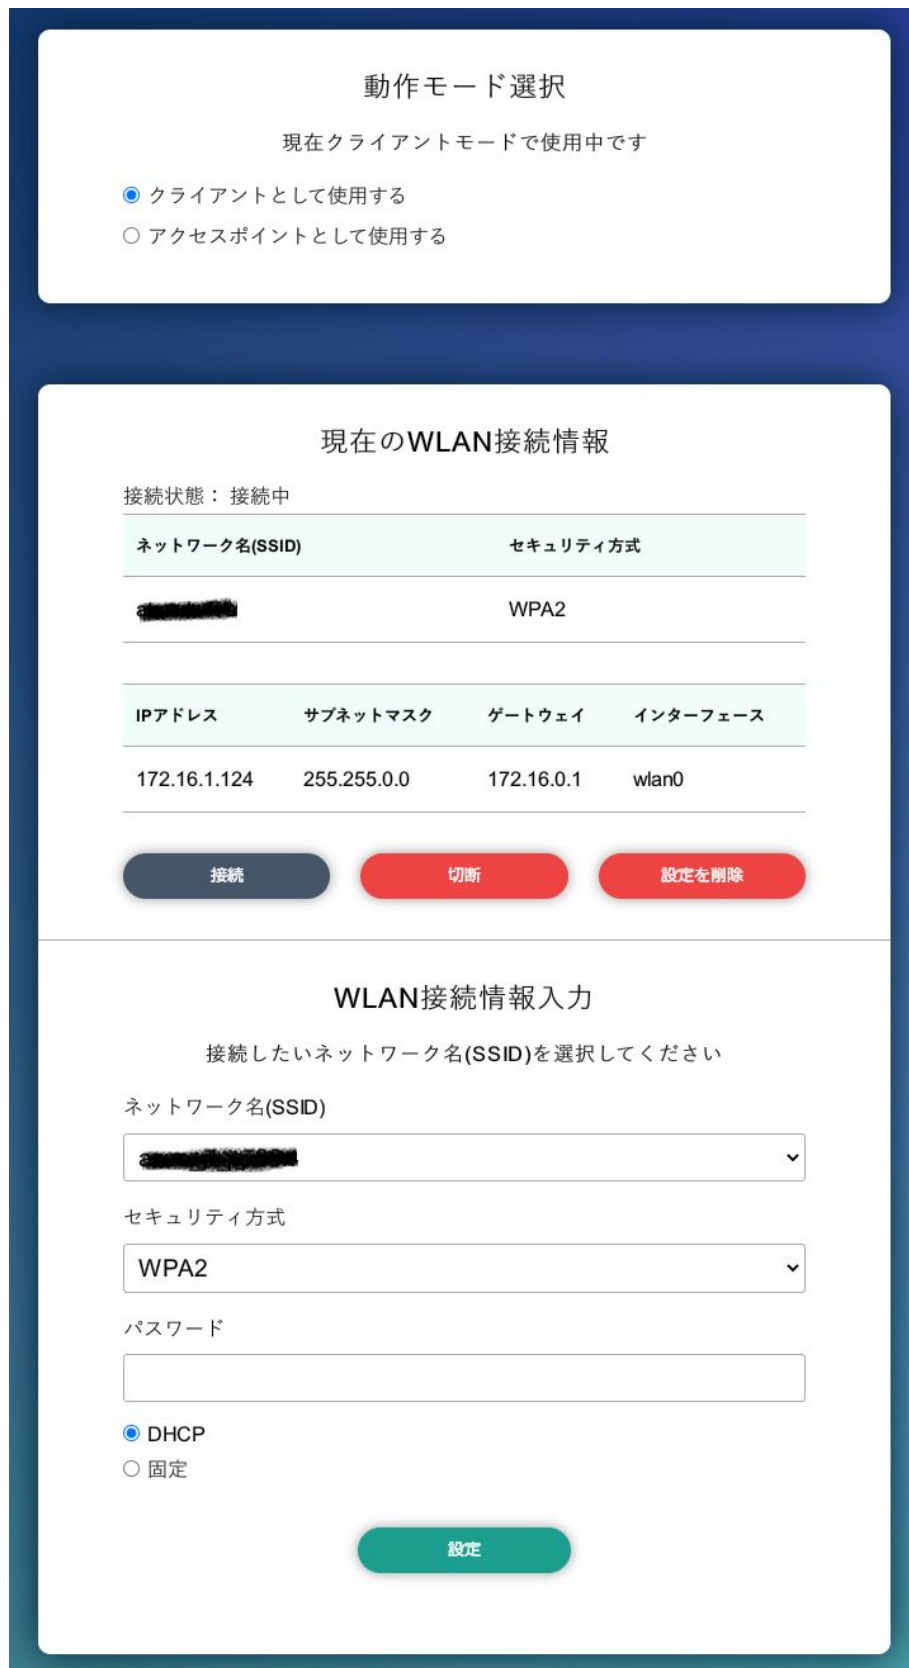 動作モード選択
現在クライアントモードで使用中です
クライアントとして使用する
アクセスポイントとして使用する
現在のWLAN接続情報
接続状態： 接続中
ネットワーク名(SSID) セキュリティ方式
WPA2
IPアドレス サブネットマスク ゲートウェイ インターフェース
172.16.1.124 255.255.0.0 172.16.0.1 wlan0
接続 切断 設定を削除
WLAN接続情報入力
接続したいネットワーク名(SSID)を選択してください
ネットワーク名(SSID)
セキュリティ方式
WPA2
パスワード
DHCP
固定
設定